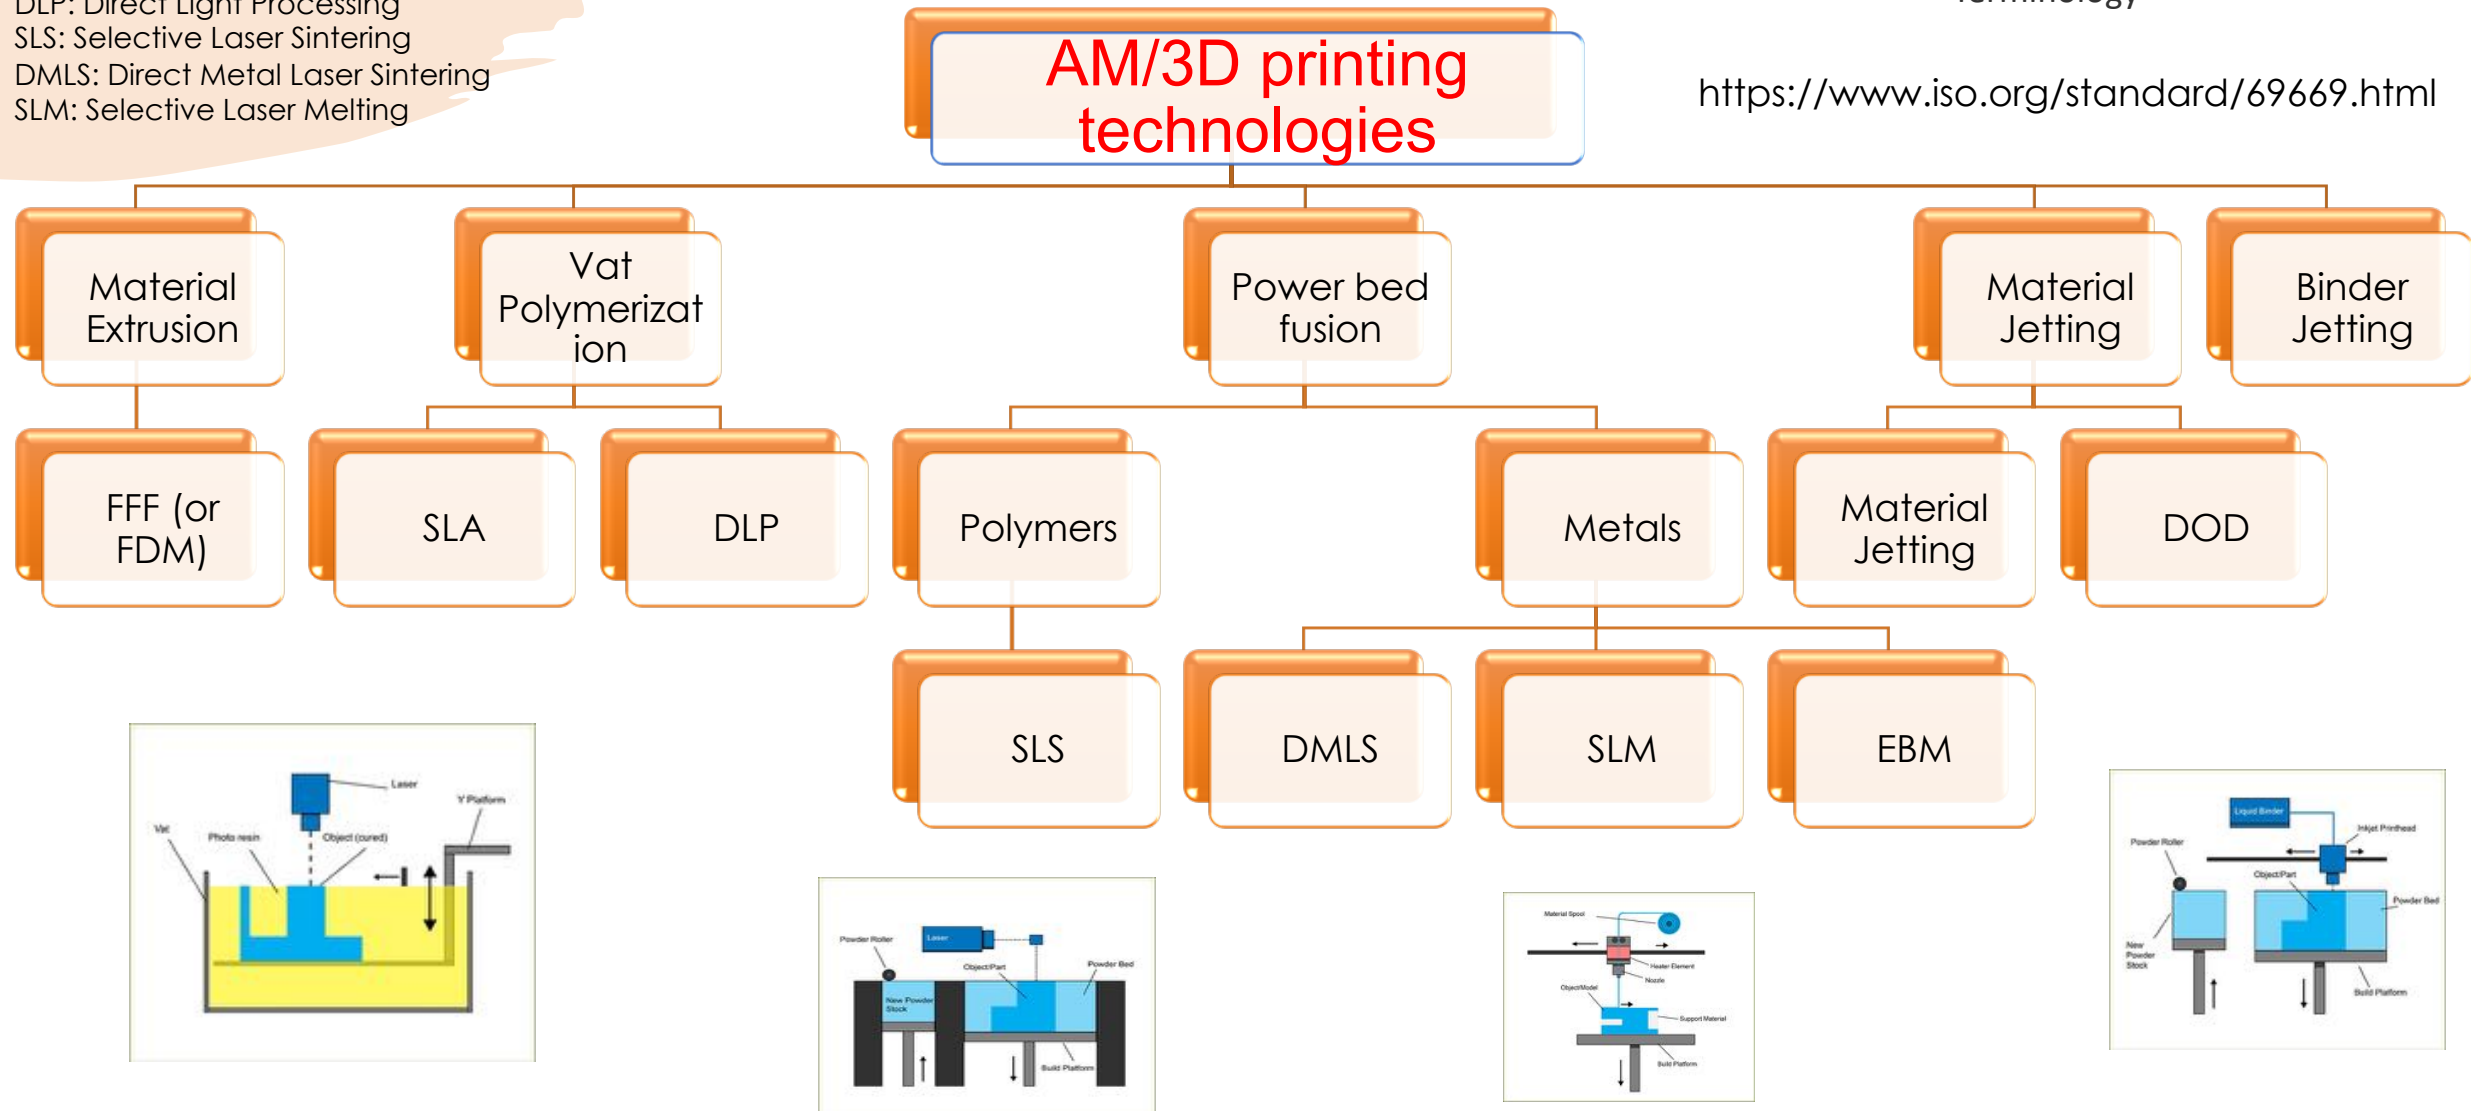 DLP: Direct Light Processing
SLS: Selective Laser Sintering
DMLS: Direct Metal Laser Sintering
SLM: Selective Laser Melting
Terminology
https://www.iso.org/standard/69669.html
AM/3D printing
technologies
Material
Extrusion
Vat
Polymerizat
ion
Power bed
fusion
Material
Jetting
Binder
Jetting
FFF (or
FDM)
SLA
DLP
Polymers
Metals
Material
Jetting
DOD
SLS
DMLS
SLM
EBM
Laser
Y Platform
Vat
Photo resin
Object (cured)
Powder Roller
Laser
Object/Part
Powder Bed
New Powder
Stock
Build Platform
Material Spool
Heater Element
Nozzle
Object/Model
Support Material
Build Platform
Liquid Binder
Inkjet Printhead
Powder Roller
Object/Part
Powder Bed
New
Powder
Stock
Build Platform